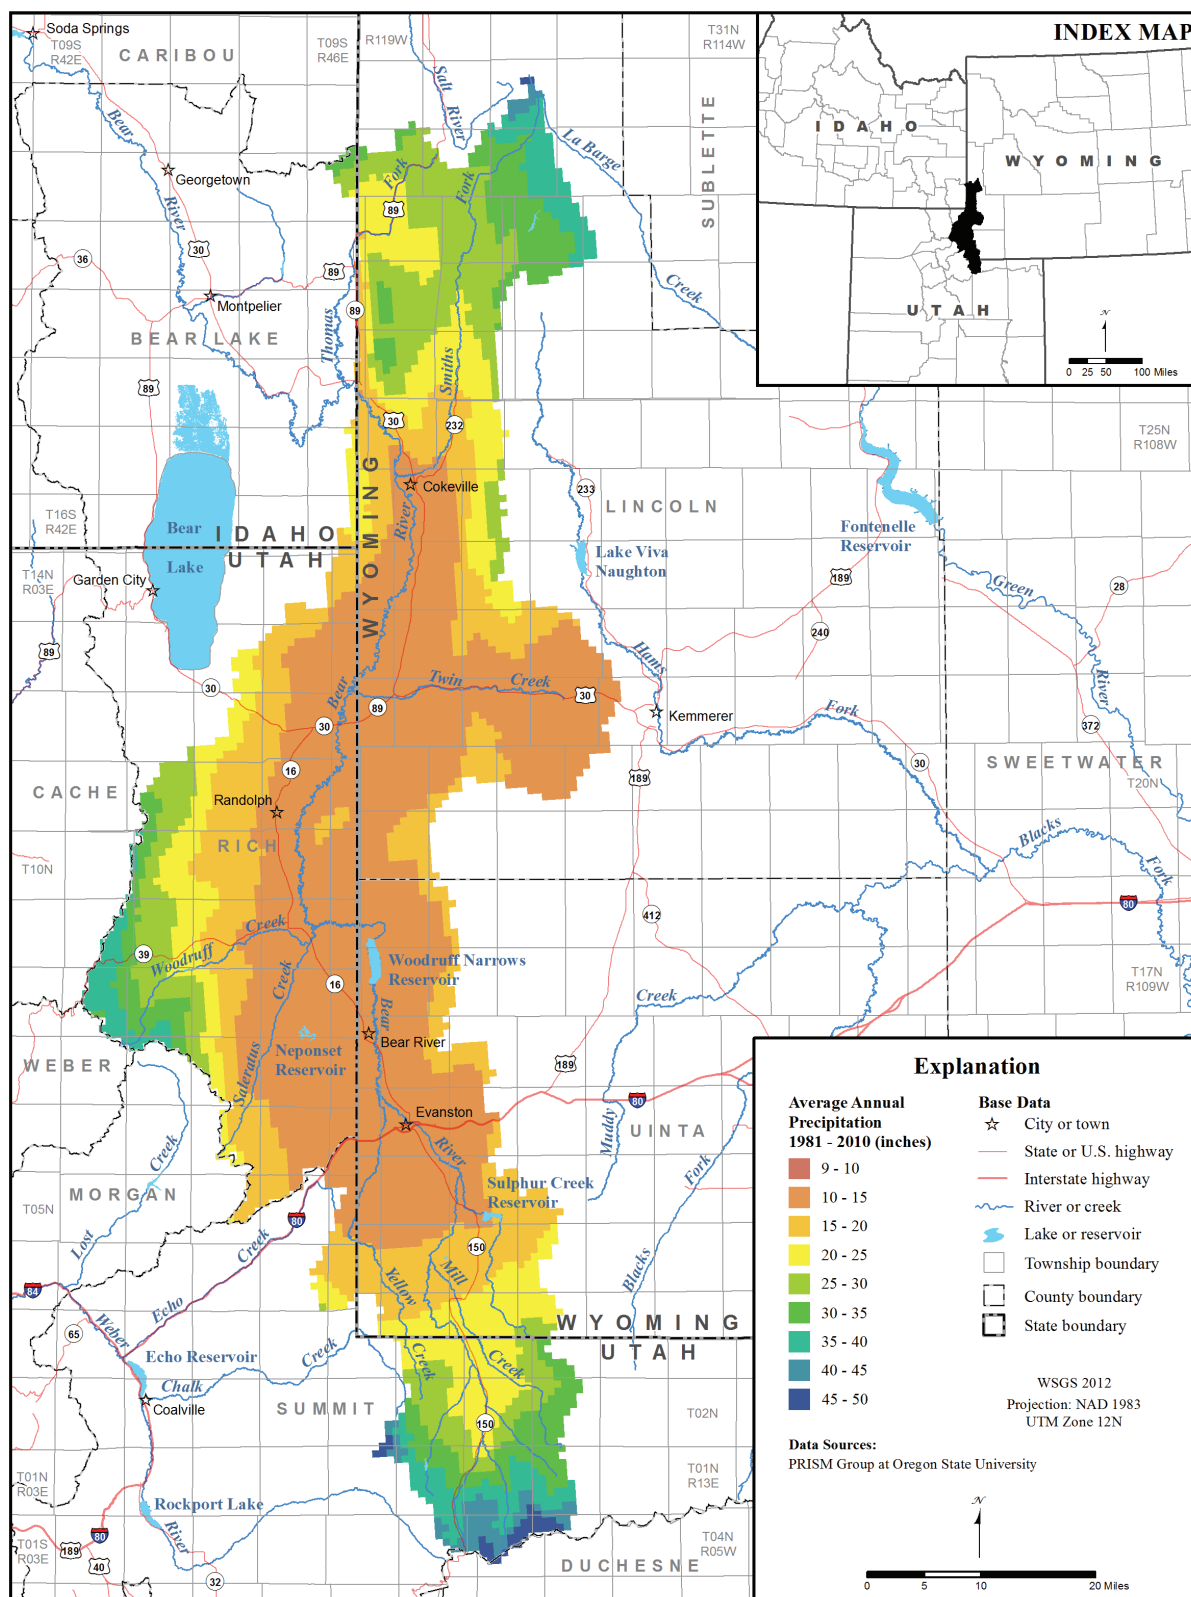 Soda Springs
T09S
R42E
CARIBOU
T09S
R46E
R119W
T31N
R114W
Salt
River
La Barge
Creek
SUBLETTE
INDEX MAP
IDAHO
WYOMING
UTAH
N
0 25 50 100 Miles
Bear
River
Georgetown
Fork
Fork
89
30
36
89
Montpelier
89
BEAR LAKE
Thomas
89
Smiths
30
232
WYOMING
Cokeville
River
233
LINCOLN
T25N
R108W
Fontenelle
Reservoir
T16S
R42E
Bear
Lake
IDAHO
UTAH
Lake Viva
Naughton
T14N
R03E
Garden City
189
Green
28
89
240
Hams
River
30
Bear
Twin
Creek
30
89
30
Kemmerer
Fork
372
16
189
30
SWEETWATER
T20N
CACHE
Randolph
RICH
Blacks
Fork
T10N
80
412
Creek
39
Woodruff
Creek
16
Woodruff Narrows
Reservoir
Bear
Creek
T17N
R109W
Neponset
Reservoir
Bear River
WEBER
Saleratus
189
80
Evanston
Muddy
UINTA
Creek
River
Fork
MORGAN
T05N
Sulphur Creek
Reservoir
80
Lost
Creek
150
Mill
Blacks
84
Echo
Yellow
Weber
65
WYOMING
UTAH
Echo Reservoir
Creek
Chalk
Creek
Creek
Coalville
SUMMIT
150
T02N
T01N
R03E
T01N
R13E
Rockport Lake
River
T01S
R03E
80
189
40
32
T04N
R05W
DUCHESNE
Explanation
Average Annual
Precipitation
1981 - 2010 (inches)
9 - 10
10 - 15
15 - 20
20 - 25
25 - 30
30 - 35
35 - 40
40 - 45
45 - 50
Base Data
City or town
State or U.S. highway
Interstate highway
River or creek
Lake or reservoir
Township boundary
County boundary
State boundary
WSGS 2012
Projection: NAD 1983
UTM Zone 12N
Data Sources:
PRISM Group at Oregon State University
N
0 5 10 20 Miles